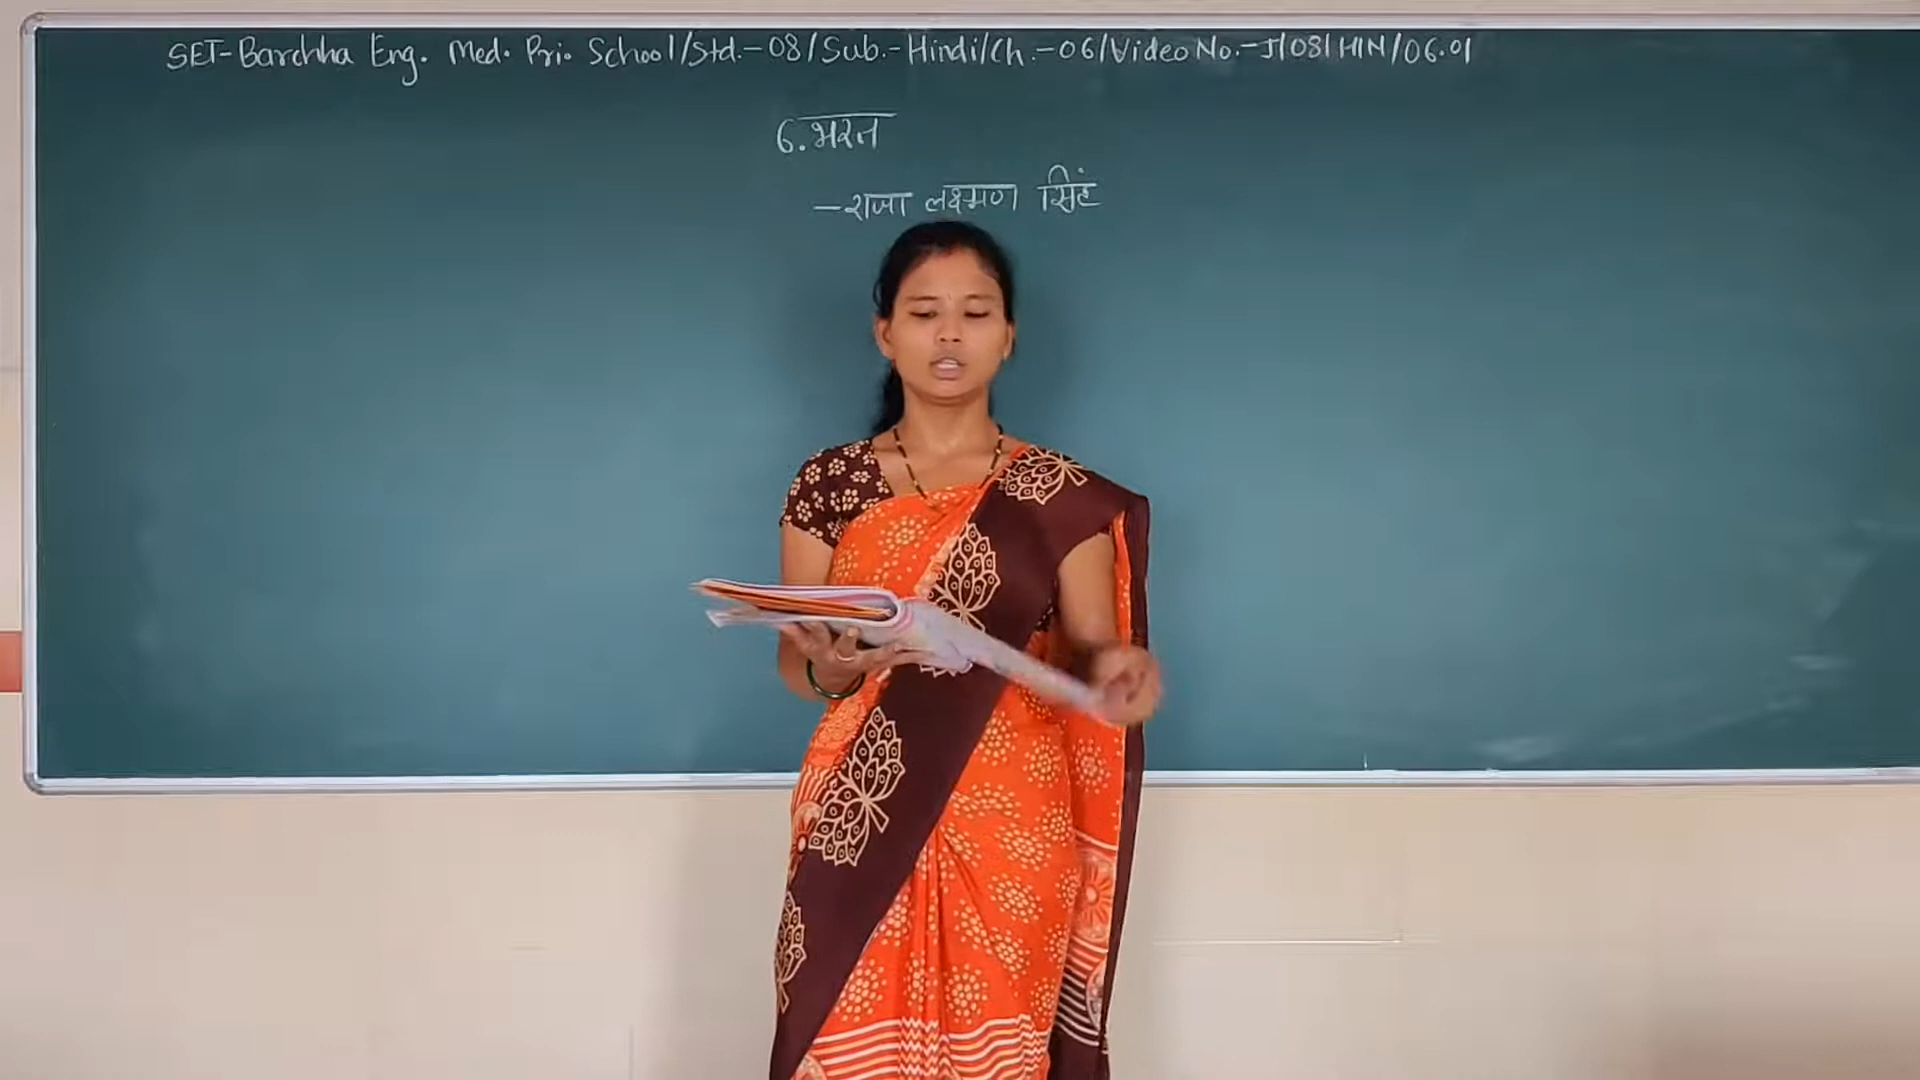 SET-Barchha Eng. Med. Pri. School/Std.-08/Sub.-Hindi/Ch.-06/Video No.-J/08/HIN/06.01
6. भरत
- राजा लक्ष्मण सिंह